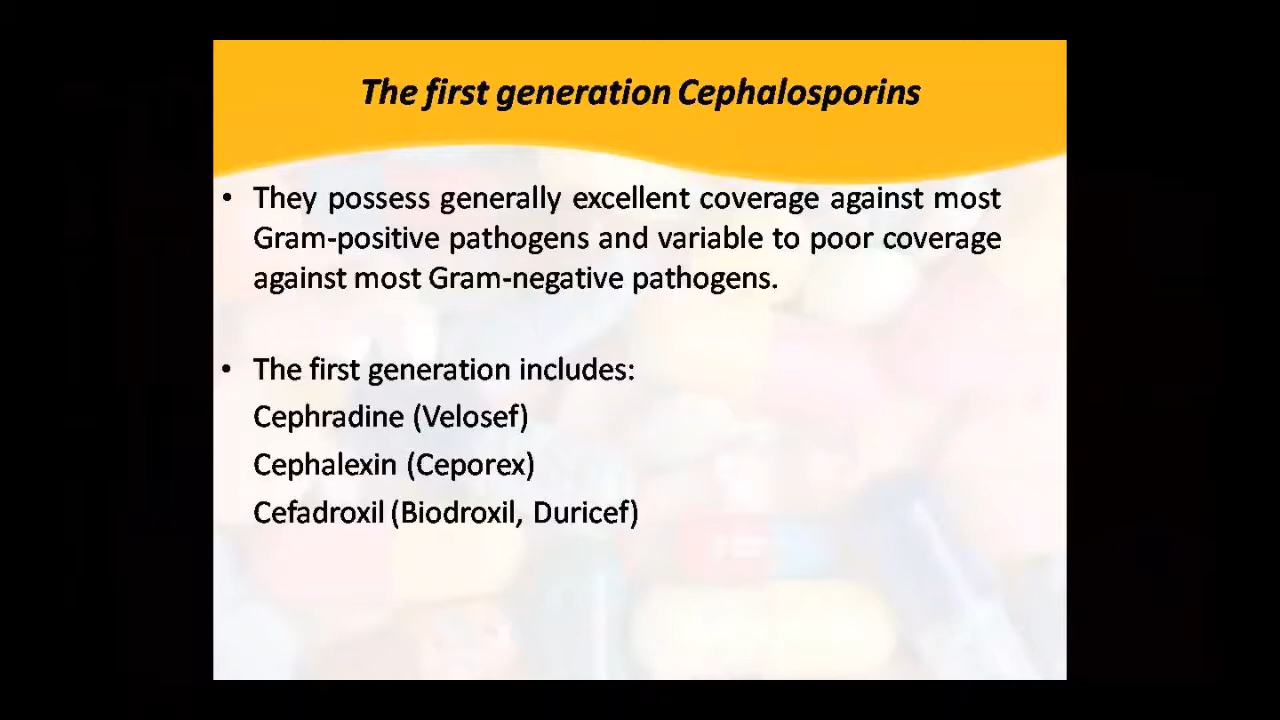 The first generation Cephalosporins
• They possess generally excellent coverage against most
Gram-positive pathogens and variable to poor coverage
against most Gram-negative pathogens.
• The first generation includes:
Cephradine (Velosef)
Cephalexin (Ceporex)
Cefadroxil (Biodroxil, Duricef)